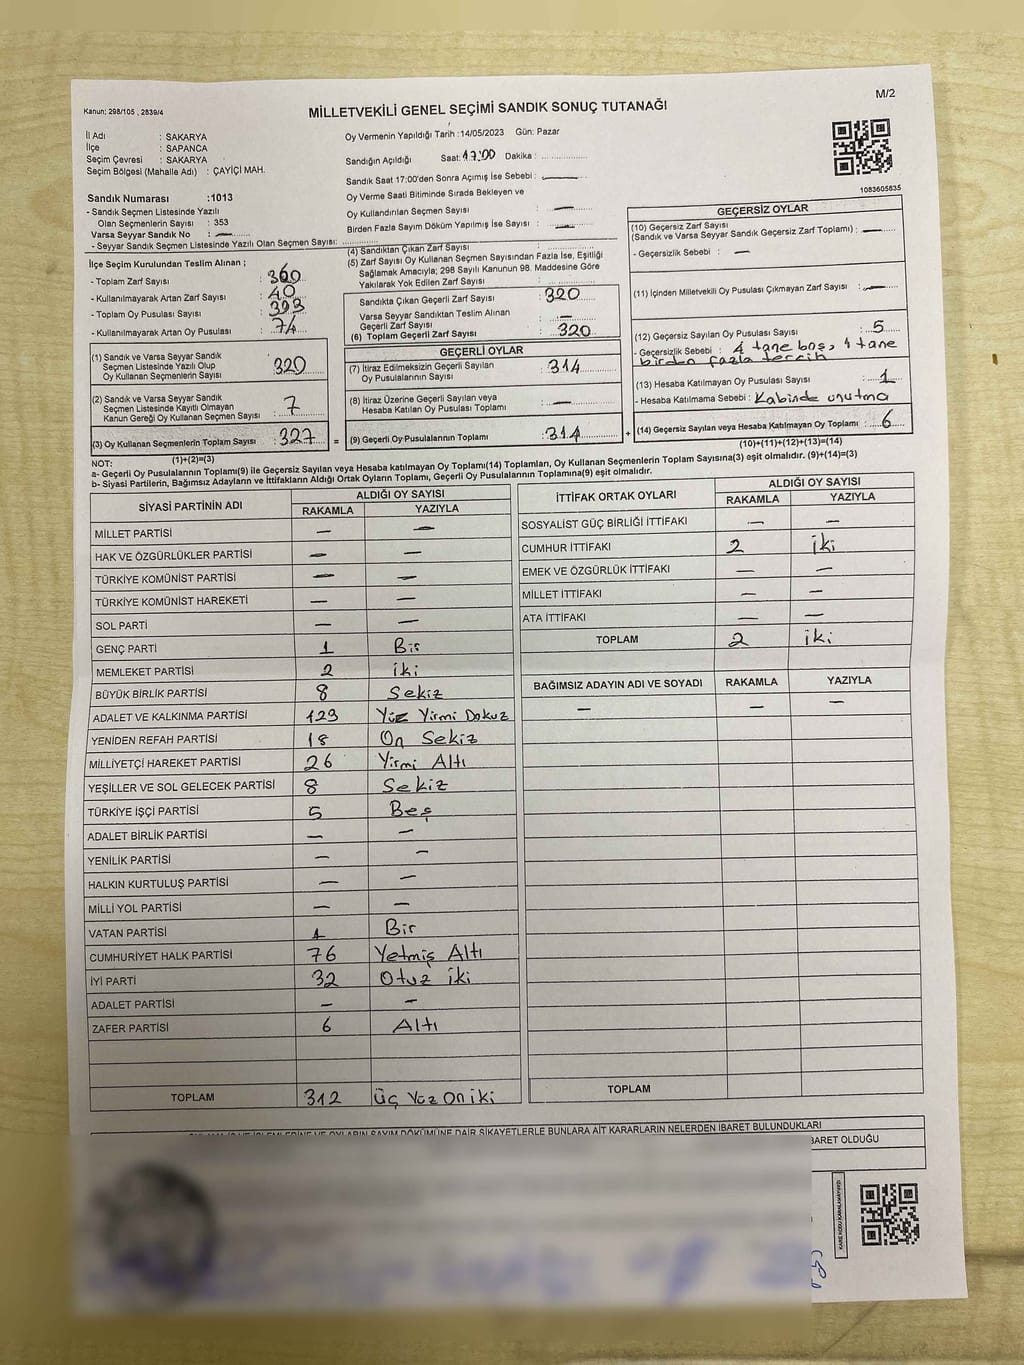 Kanun: 298/105 , 2839/4
MİLLETVEKİLİ GENEL SEÇİMİ SANDIK SONUÇ TUTANAĞI
M/2
İl Adı : SAKARYA
İlçe : SAPANCA
Seçim Çevresi : SAKARYA
Seçim Bölgesi (Mahalle Adı) : ÇAYİÇİ MAH.
Sandık Numarası :1013
- Sandık Seçmen Listesinde Yazılı
Olan Seçmenlerin Sayısı : 353
Varsa Seyyar Sandık No : —
- Seyyar Sandık Seçmen Listesinde Yazılı Olan Seçmen Sayısı:
Oy Vermenin Yapıldığı Tarih :14/05/2023 Gün: Pazar
Sandığın Açıldığı Saat: 17:00 Dakika :
Sandık Saat 17:00'den Sonra Açımış İse Sebebi : —
Oy Verme Saati Bitiminde Sırada Bekleyen ve
Oy Kullandırılan Seçmen Sayısı : —
Birden Fazla Sayım Döküm Yapılmış İse Sayısı : —
1083605835
İlçe Seçim Kurulundan Teslim Alınan ;
- Toplam Zarf Sayısı : 360
- Kullanılmayarak Artan Zarf Sayısı : 40
- Toplam Oy Pusulası Sayısı : 393
- Kullanılmayarak Artan Oy Pusulası : 74
(1) Sandık ve Varsa Seyyar Sandık
Seçmen Listesinde Yazılı Olup
Oy Kullanan Seçmenlerin Sayısı : 320
(2) Sandık ve Varsa Seyyar Sandık
Seçmen Listesinde Kayıtlı Olmayan
Kanun Gereği Oy Kullanan Seçmen Sayısı : 7
(3) Oy Kullanan Seçmenlerin Toplam Sayısı : 327 =
(1)+(2)=(3)
(4) Sandıktan Çıkan Zarf Sayısı :
(5) Zarf Sayısı Oy Kullanan Seçmen Sayısından Fazla İse, Eşitliği
Sağlamak Amacıyla; 298 Sayılı Kanunun 98. Maddesine Göre
Yakılarak Yok Edilen Zarf Sayısı :
Sandıkta Çıkan Geçerli Zarf Sayısı : 320
Varsa Seyyar Sandıktan Teslim Alınan
Geçerli Zarf Sayısı : —
(6) Toplam Geçerli Zarf Sayısı : 320
GEÇERLİ OYLAR
(7) İtiraz Edilmeksizin Geçerli Sayılan
Oy Pusulalarının Sayısı : 314
(8) İtiraz Üzerine Geçerli Sayılan veya
Hesaba Katılan Oy Pusulası Toplamı : —
(9) Geçerli Oy Pusulalarının Toplamı : 314 +
GEÇERSİZ OYLAR
(10) Geçersiz Zarf Sayısı
(Sandık ve Varsa Seyyar Sandık Geçersiz Zarf Toplamı) : —
- Geçersizlik Sebebi : —
(11) İçinden Milletvekili Oy Pusulası Çıkmayan Zarf Sayısı : —
(12) Geçersiz Sayılan Oy Pusulası Sayısı : 5
- Geçersizlik Sebebi : 4 tane boş, 1 tane
birden fazla tercih
(13) Hesaba Katılmayan Oy Pusulası Sayısı : 1
- Hesaba Katılmama Sebebi : Kabinde unutma
(14) Geçersiz Sayılan veya Hesaba Katılmayan Oy Toplamı : 6
(10)+(11)+(12)+(13)=(14)
NOT:
a- Geçerli Oy Pusulalarının Toplamı(9) ile Geçersiz Sayılan veya Hesaba katılmayan Oy Toplamı(14) Toplamları, Oy Kullanan Seçmenlerin Toplam Sayısına(3) eşit olmalıdır. (9)+(14)=(3)
b- Siyasi Partilerin, Bağımsız Adayların ve İttifakların Aldığı Ortak Oyların Toplamı, Geçerli Oy Pusulalarının Toplamına(9) eşit olmalıdır.
SİYASİ PARTİNİN ADI ALDIĞI OY SAYISI
RAKAMLA YAZIYLA
MİLLET PARTİSİ — —
HAK VE ÖZGÜRLÜKLER PARTİSİ — —
TÜRKİYE KOMÜNİST PARTİSİ — —
TÜRKİYE KOMÜNİST HAREKETİ — —
SOL PARTİ — —
GENÇ PARTİ 1 Bir
MEMLEKET PARTİSİ 2 iki
BÜYÜK BİRLİK PARTİSİ 8 Sekiz
ADALET VE KALKINMA PARTİSİ 129 Yüz Yirmi Dokuz
YENİDEN REFAH PARTİSİ 18 On Sekiz
MİLLİYETÇİ HAREKET PARTİSİ 26 Yirmi Altı
YEŞİLLER VE SOL GELECEK PARTİSİ 8 Sekiz
TÜRKİYE İŞÇİ PARTİSİ 5 Beş
ADALET BİRLİK PARTİSİ — —
YENİLİK PARTİSİ — —
HALKIN KURTULUŞ PARTİSİ — —
MİLLİ YOL PARTİSİ — —
VATAN PARTİSİ 1 Bir
CUMHURİYET HALK PARTİSİ 76 Yetmiş Altı
İYİ PARTİ 32 Otuz iki
ADALET PARTİSİ — —
ZAFER PARTİSİ 6 Altı
TOPLAM 312 üç Yüz On iki
İTTİFAK ORTAK OYLARI ALDIĞI OY SAYISI
RAKAMLA YAZIYLA
SOSYALİST GÜÇ BİRLİĞİ İTTİFAKI — —
CUMHUR İTTİFAKI 2 iki
EMEK VE ÖZGÜRLÜK İTTİFAKI — —
MİLLET İTTİFAKI — —
ATA İTTİFAKI — —
TOPLAM 2 iki
BAĞIMSIZ ADAYIN ADI VE SOYADI RAKAMLA YAZIYLA
— — —
TOPLAM
OYLARIN SAYIM DÖKÜMÜNE DAİR ŞİKAYETLERLE BUNLARA AİT KARARLARIN NELERDEN İBARET BULUNDUKLARI
BARET OLDUĞU